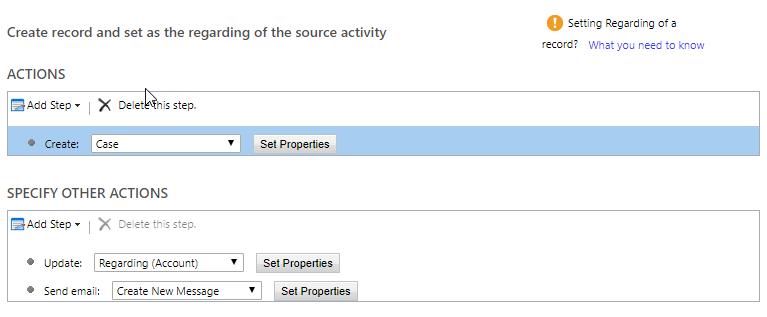 Create record and set as the regarding of the source activity
Setting Regarding of a
record? What you need to know
ACTIONS
Add Step Delete this step.
Create: Case Set Properties
SPECIFY OTHER ACTIONS
Add Step Delete this step.
Update: Regarding (Account) Set Properties
Send email: Create New Message Set Properties